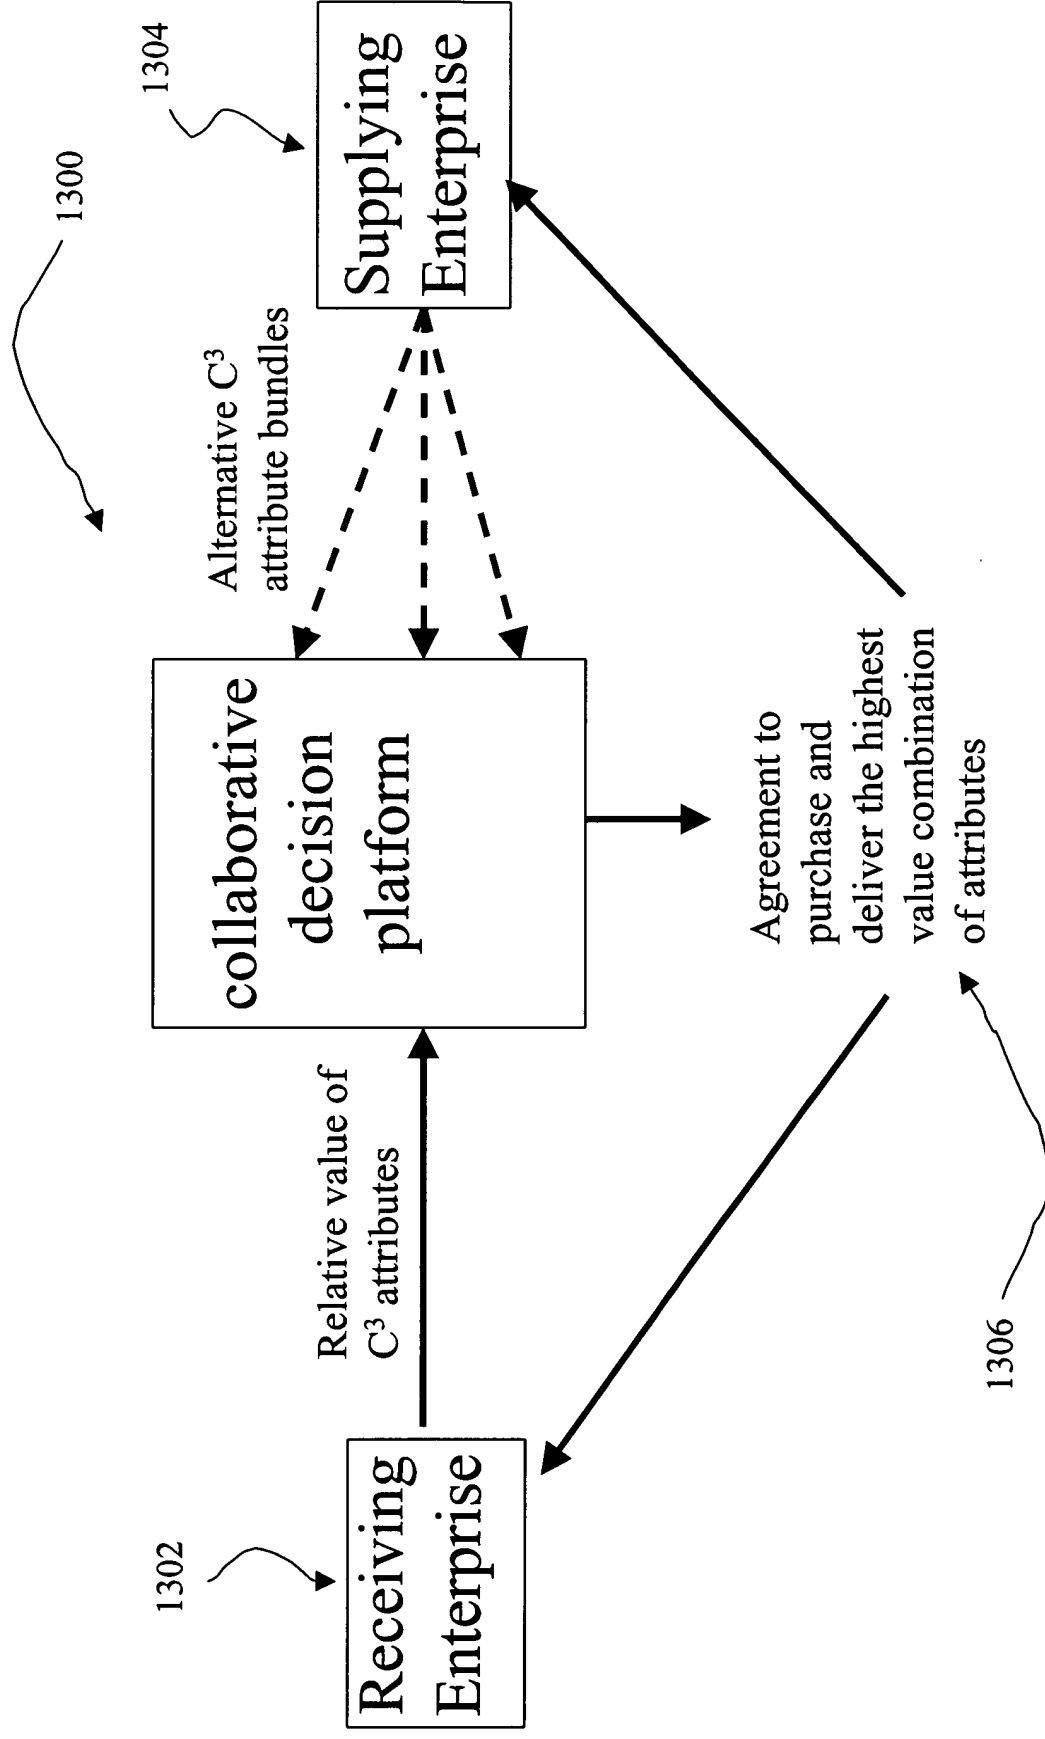 1300
1302
Receiving
Enterprise
Relative value of
C³ attributes
collaborative
decision
platform
Alternative C³
attribute bundles
1304
Supplying
Enterprise
Agreement to
purchase and
deliver the highest
value combination
of attributes
1306